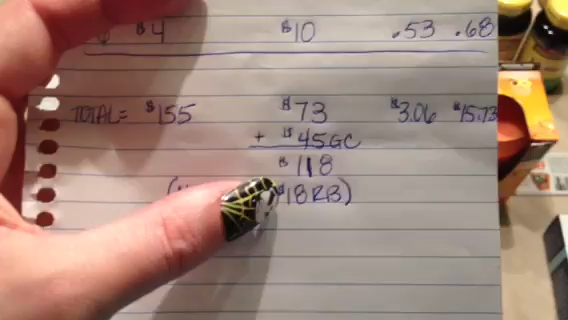 $4 $10 .53 .68
TOTAL= $155 $73 $3.06 $15.73
+ $45GC
$118
$18RB)